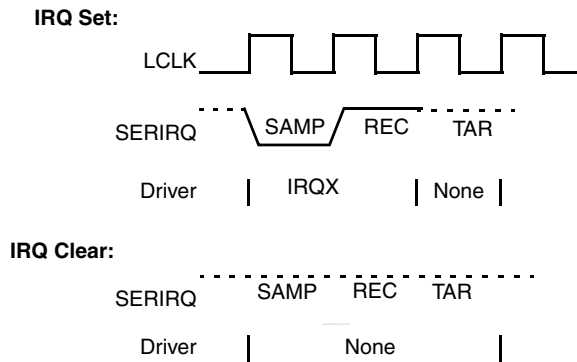 IRQ Set:
LCLK
SERIRQ SAMP REC TAR
Driver IRQX None
IRQ Clear:
SERIRQ SAMP REC TAR
Driver None